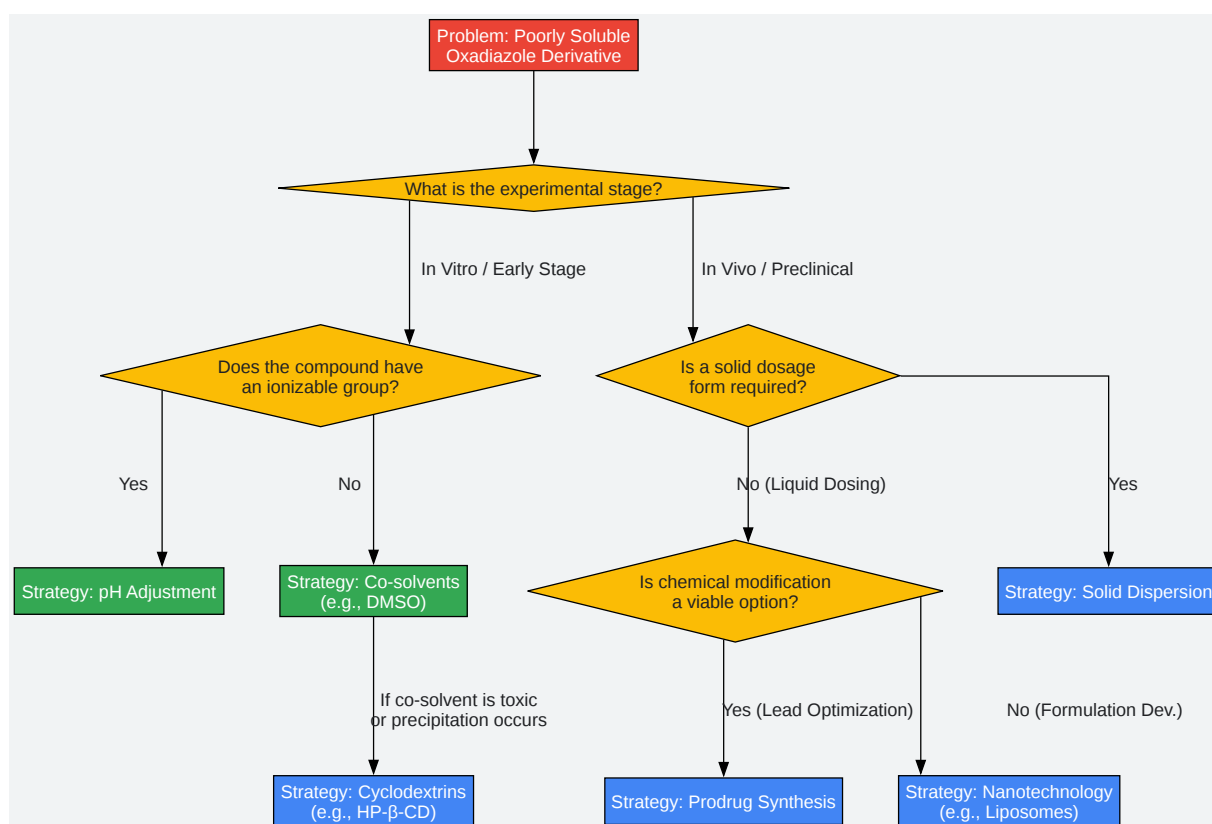 Problem: Poorly Soluble
Oxadiazole Derivative
What is the experimental stage?
In Vitro / Early Stage
In Vivo / Preclinical
Does the compound have
an ionizable group?
Is a solid dosage
form required?
Yes
No
No (Liquid Dosing)
Yes
Strategy: pH Adjustment
Strategy: Co-solvents
(e.g., DMSO)
Is chemical modification
a viable option?
Strategy: Solid Dispersion
If co-solvent is toxic
or precipitation occurs
Yes (Lead Optimization)
No (Formulation Dev.)
Strategy: Cyclodextrins
(e.g., HP-β-CD)
Strategy: Prodrug Synthesis
Strategy: Nanotechnology
(e.g., Liposomes)